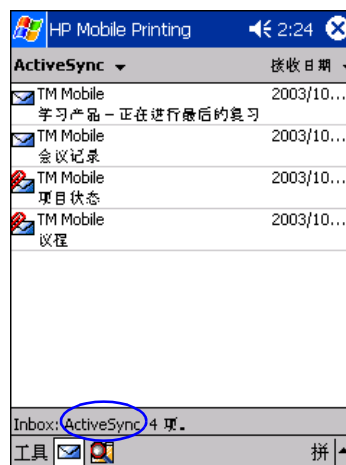 HP Mobile Printing 2:24
ActiveSync 接收日期
TM Mobile 2003/10...
学习产品 – 正在进行最后的复习
TM Mobile 2003/10...
会议记录
TM Mobile 2003/10...
项目状态
TM Mobile 2003/10...
议程
Inbox: ActiveSync 4 项。
工具 拼